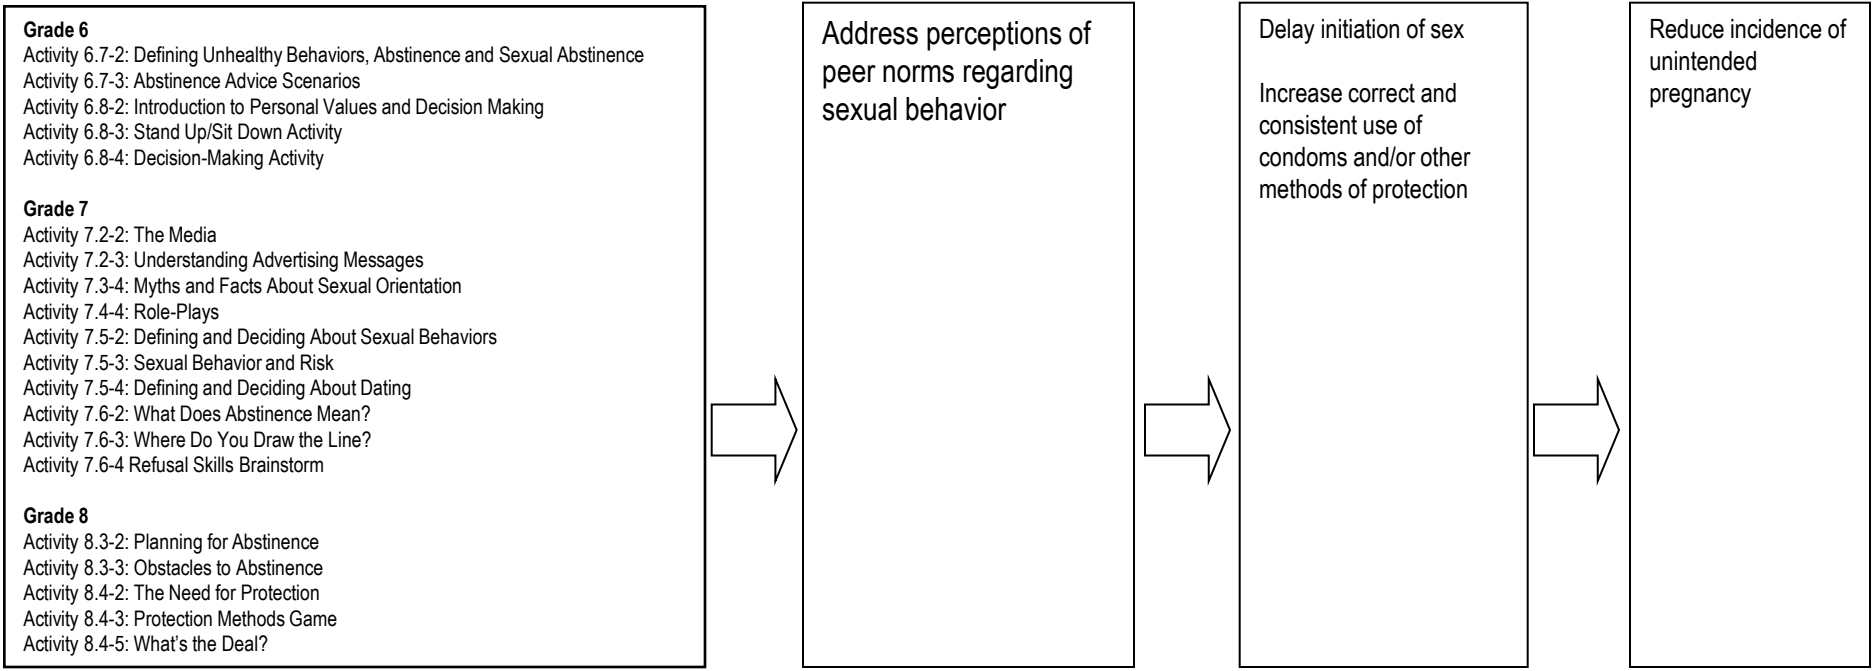 Grade 6
Activity 6.7-2: Defining Unhealthy Behaviors, Abstinence and Sexual Abstinence
Activity 6.7-3: Abstinence Advice Scenarios
Activity 6.8-2: Introduction to Personal Values and Decision Making
Activity 6.8-3: Stand Up/Sit Down Activity
Activity 6.8-4: Decision-Making Activity
Grade 7
Activity 7.2-2: The Media
Activity 7.2-3: Understanding Advertising Messages
Activity 7.3-4: Myths and Facts About Sexual Orientation
Activity 7.4-4: Role-Plays
Activity 7.5-2: Defining and Deciding About Sexual Behaviors
Activity 7.5-3: Sexual Behavior and Risk
Activity 7.5-4: Defining and Deciding About Dating
Activity 7.6-2: What Does Abstinence Mean?
Activity 7.6-3: Where Do You Draw the Line?
Activity 7.6-4 Refusal Skills Brainstorm
Grade 8
Activity 8.3-2: Planning for Abstinence
Activity 8.3-3: Obstacles to Abstinence
Activity 8.4-2: The Need for Protection
Activity 8.4-3: Protection Methods Game
Activity 8.4-5: What's the Deal?
Address perceptions of
peer norms regarding
sexual behavior
Delay initiation of sex
Increase correct and
consistent use of
condoms and/or other
methods of protection
Reduce incidence of
unintended
pregnancy